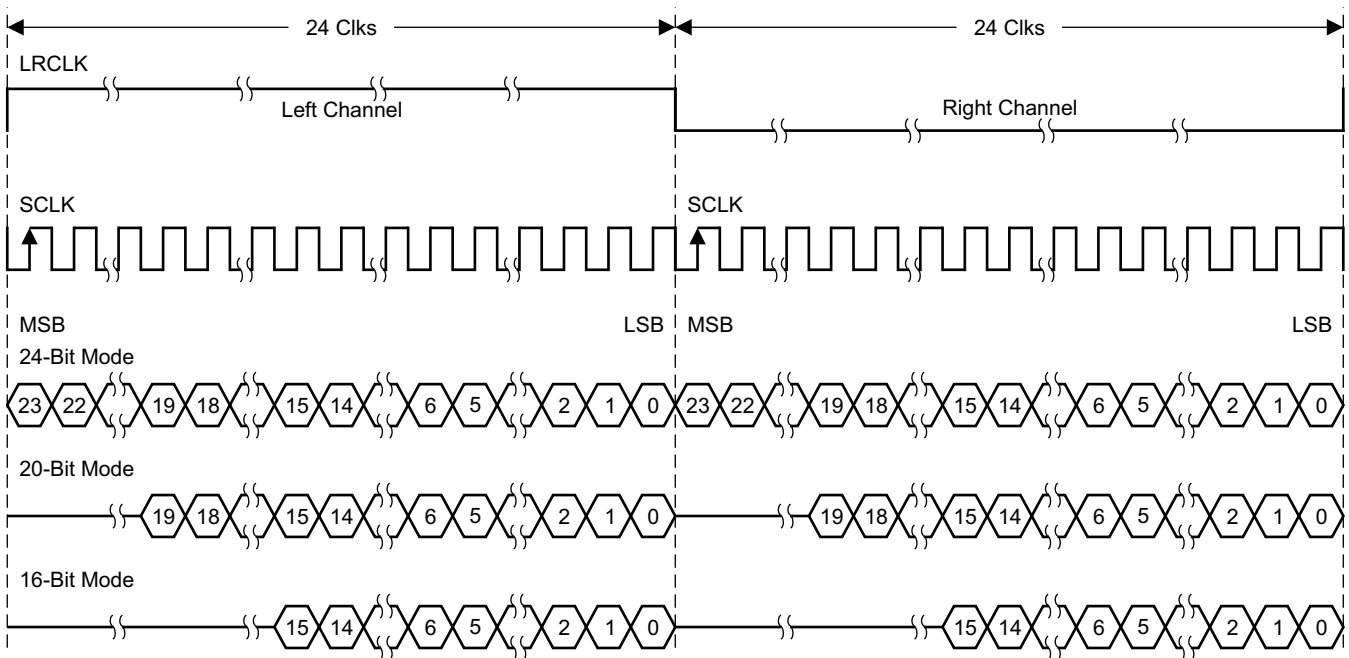 24 Clks 24 Clks
LRCLK
Left Channel Right Channel
SCLK SCLK
MSB LSB MSB LSB
24-Bit Mode
23 22 19 18 15 14 6 5 2 1 0 23 22 19 18 15 14 6 5 2 1 0
20-Bit Mode
19 18 15 14 6 5 2 1 0 19 18 15 14 6 5 2 1 0
16-Bit Mode
15 14 6 5 2 1 0 15 14 6 5 2 1 0